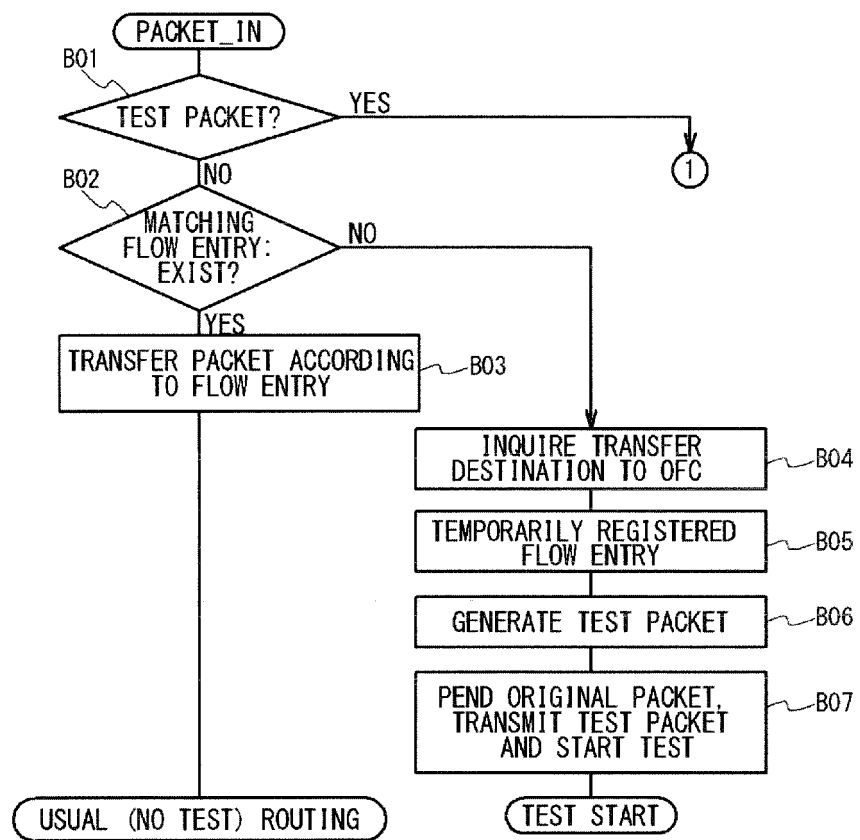 PACKET_IN
B01
TEST PACKET?
YES
1
NO
B02
MATCHING
FLOW ENTRY:
EXIST?
NO
YES
TRANSFER PACKET ACCORDING
TO FLOW ENTRY
B03
INQUIRE TRANSFER
DESTINATION TO OFC
B04
TEMPORARILY REGISTERED
FLOW ENTRY
B05
GENERATE TEST PACKET
B06
PEND ORIGINAL PACKET,
TRANSMIT TEST PACKET
AND START TEST
B07
USUAL (NO TEST) ROUTING
TEST START